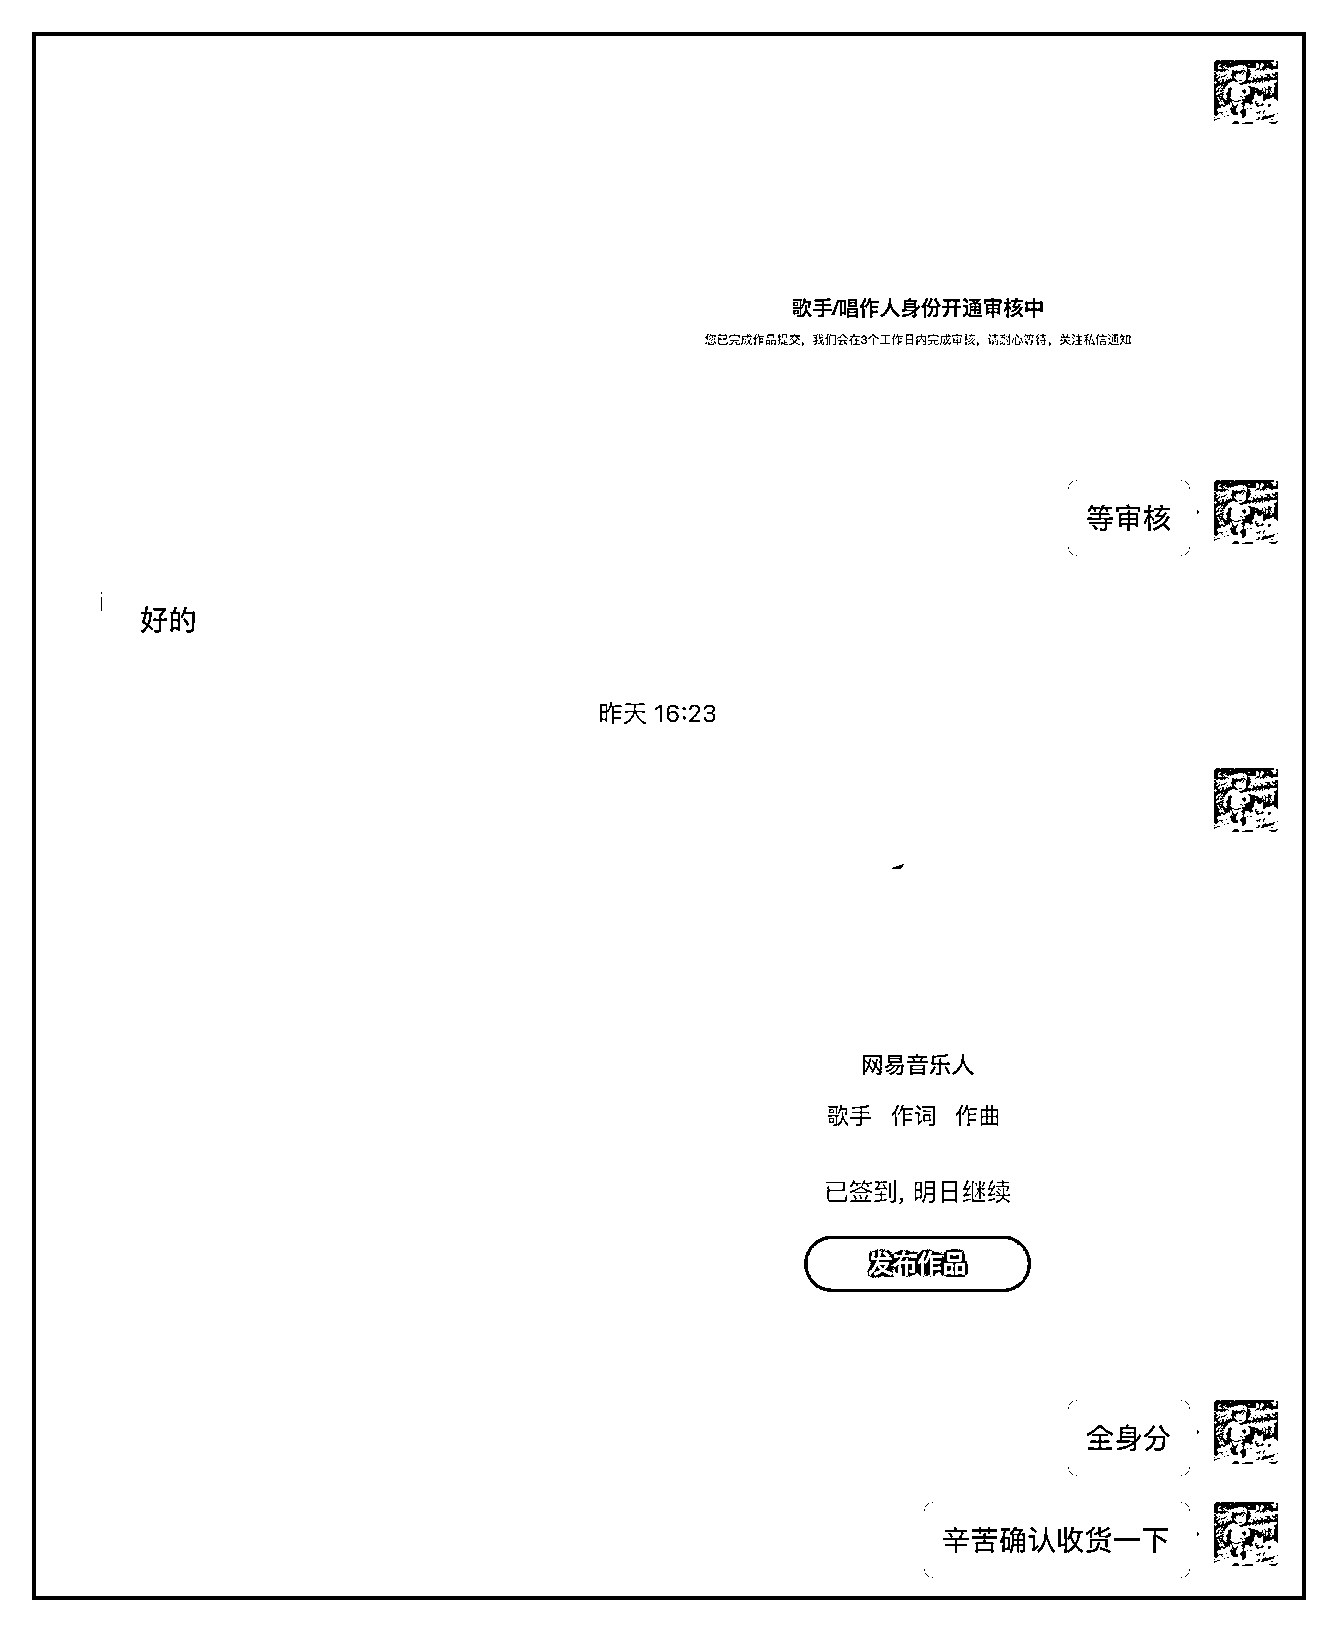 歌手/唱作人身份开通审核中
您已完成作品提交，我们会在3个工作日内完成审核，请耐心等待，关注私信通知
等审核
好的
昨天 16:23
网易音乐人
歌手 作词 作曲
已签到, 明日继续
发布作品
全身分
辛苦确认收货一下